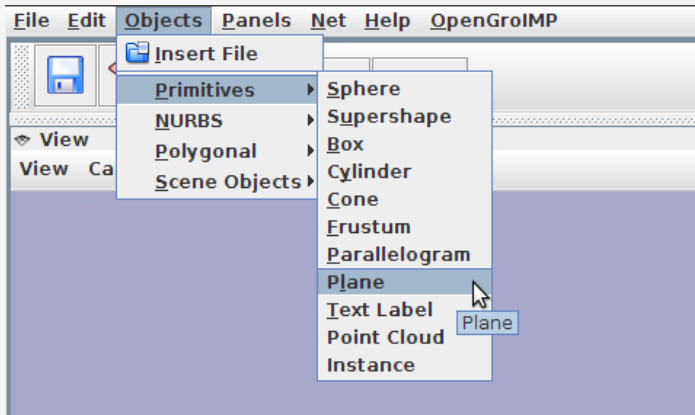 File Edit Objects Panels Net Help OpenGroIMP
Insert File
Primitives
NURBS
Polygonal
Scene Objects
Sphere
Supershape
Box
Cylinder
Cone
Frustum
Parallelogram
Plane
Text Label
Point Cloud
Instance
Plane
View
View Ca